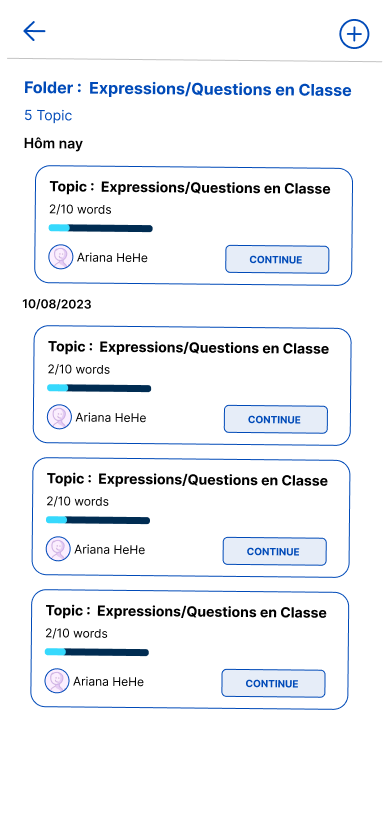 Folder : Expressions/Questions en Classe
5 Topic
Hôm nay
Topic : Expressions/Questions en Classe
2/10 words
Ariana HeHe
CONTINUE
10/08/2023
Topic : Expressions/Questions en Classe
2/10 words
Ariana HeHe
CONTINUE
Topic : Expressions/Questions en Classe
2/10 words
Ariana HeHe
CONTINUE
Topic : Expressions/Questions en Classe
2/10 words
Ariana HeHe
CONTINUE